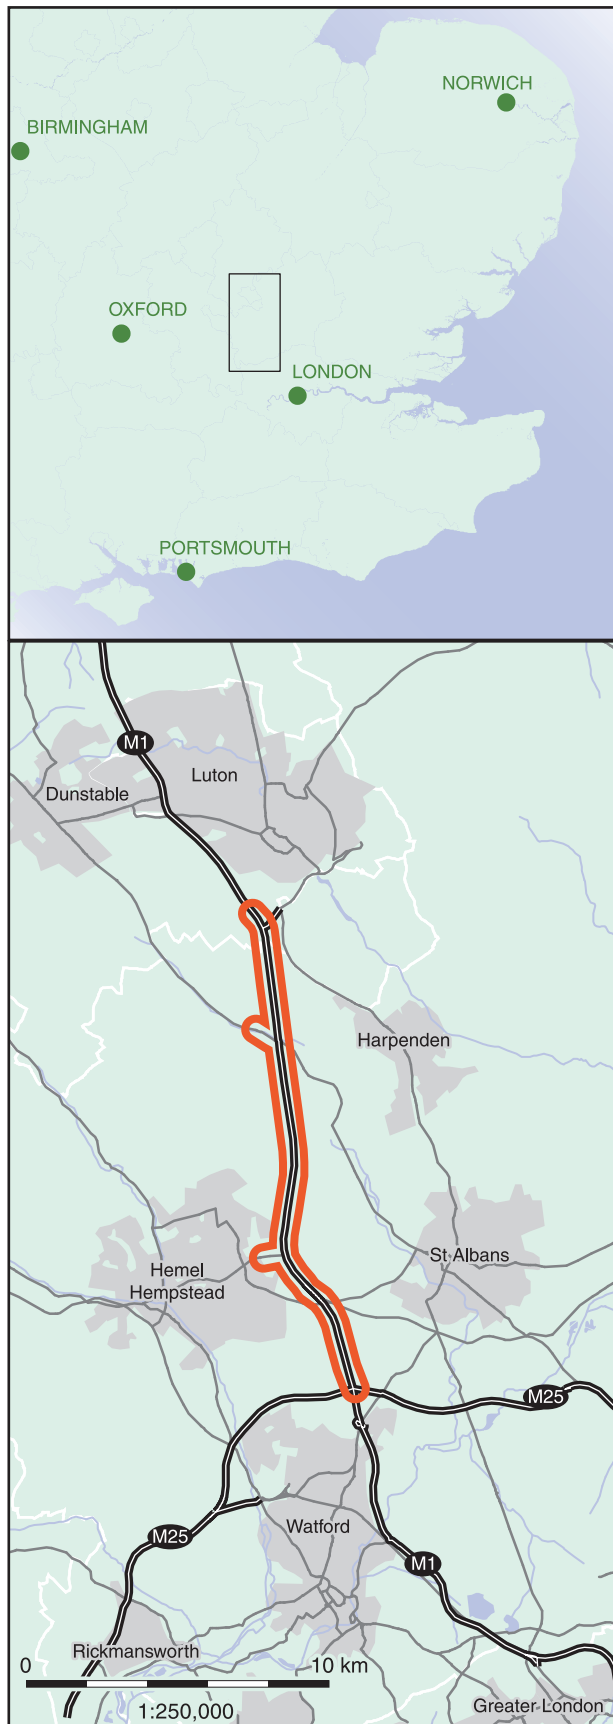 NORWICH
BIRMINGHAM
OXFORD
LONDON
PORTSMOUTH
M1
Luton
Dunstable
Harpenden
St Albans
Hemel
Hempstead
M25
Watford
M25
M1
Rickmansworth
0 10 km
1:250,000
Greater London